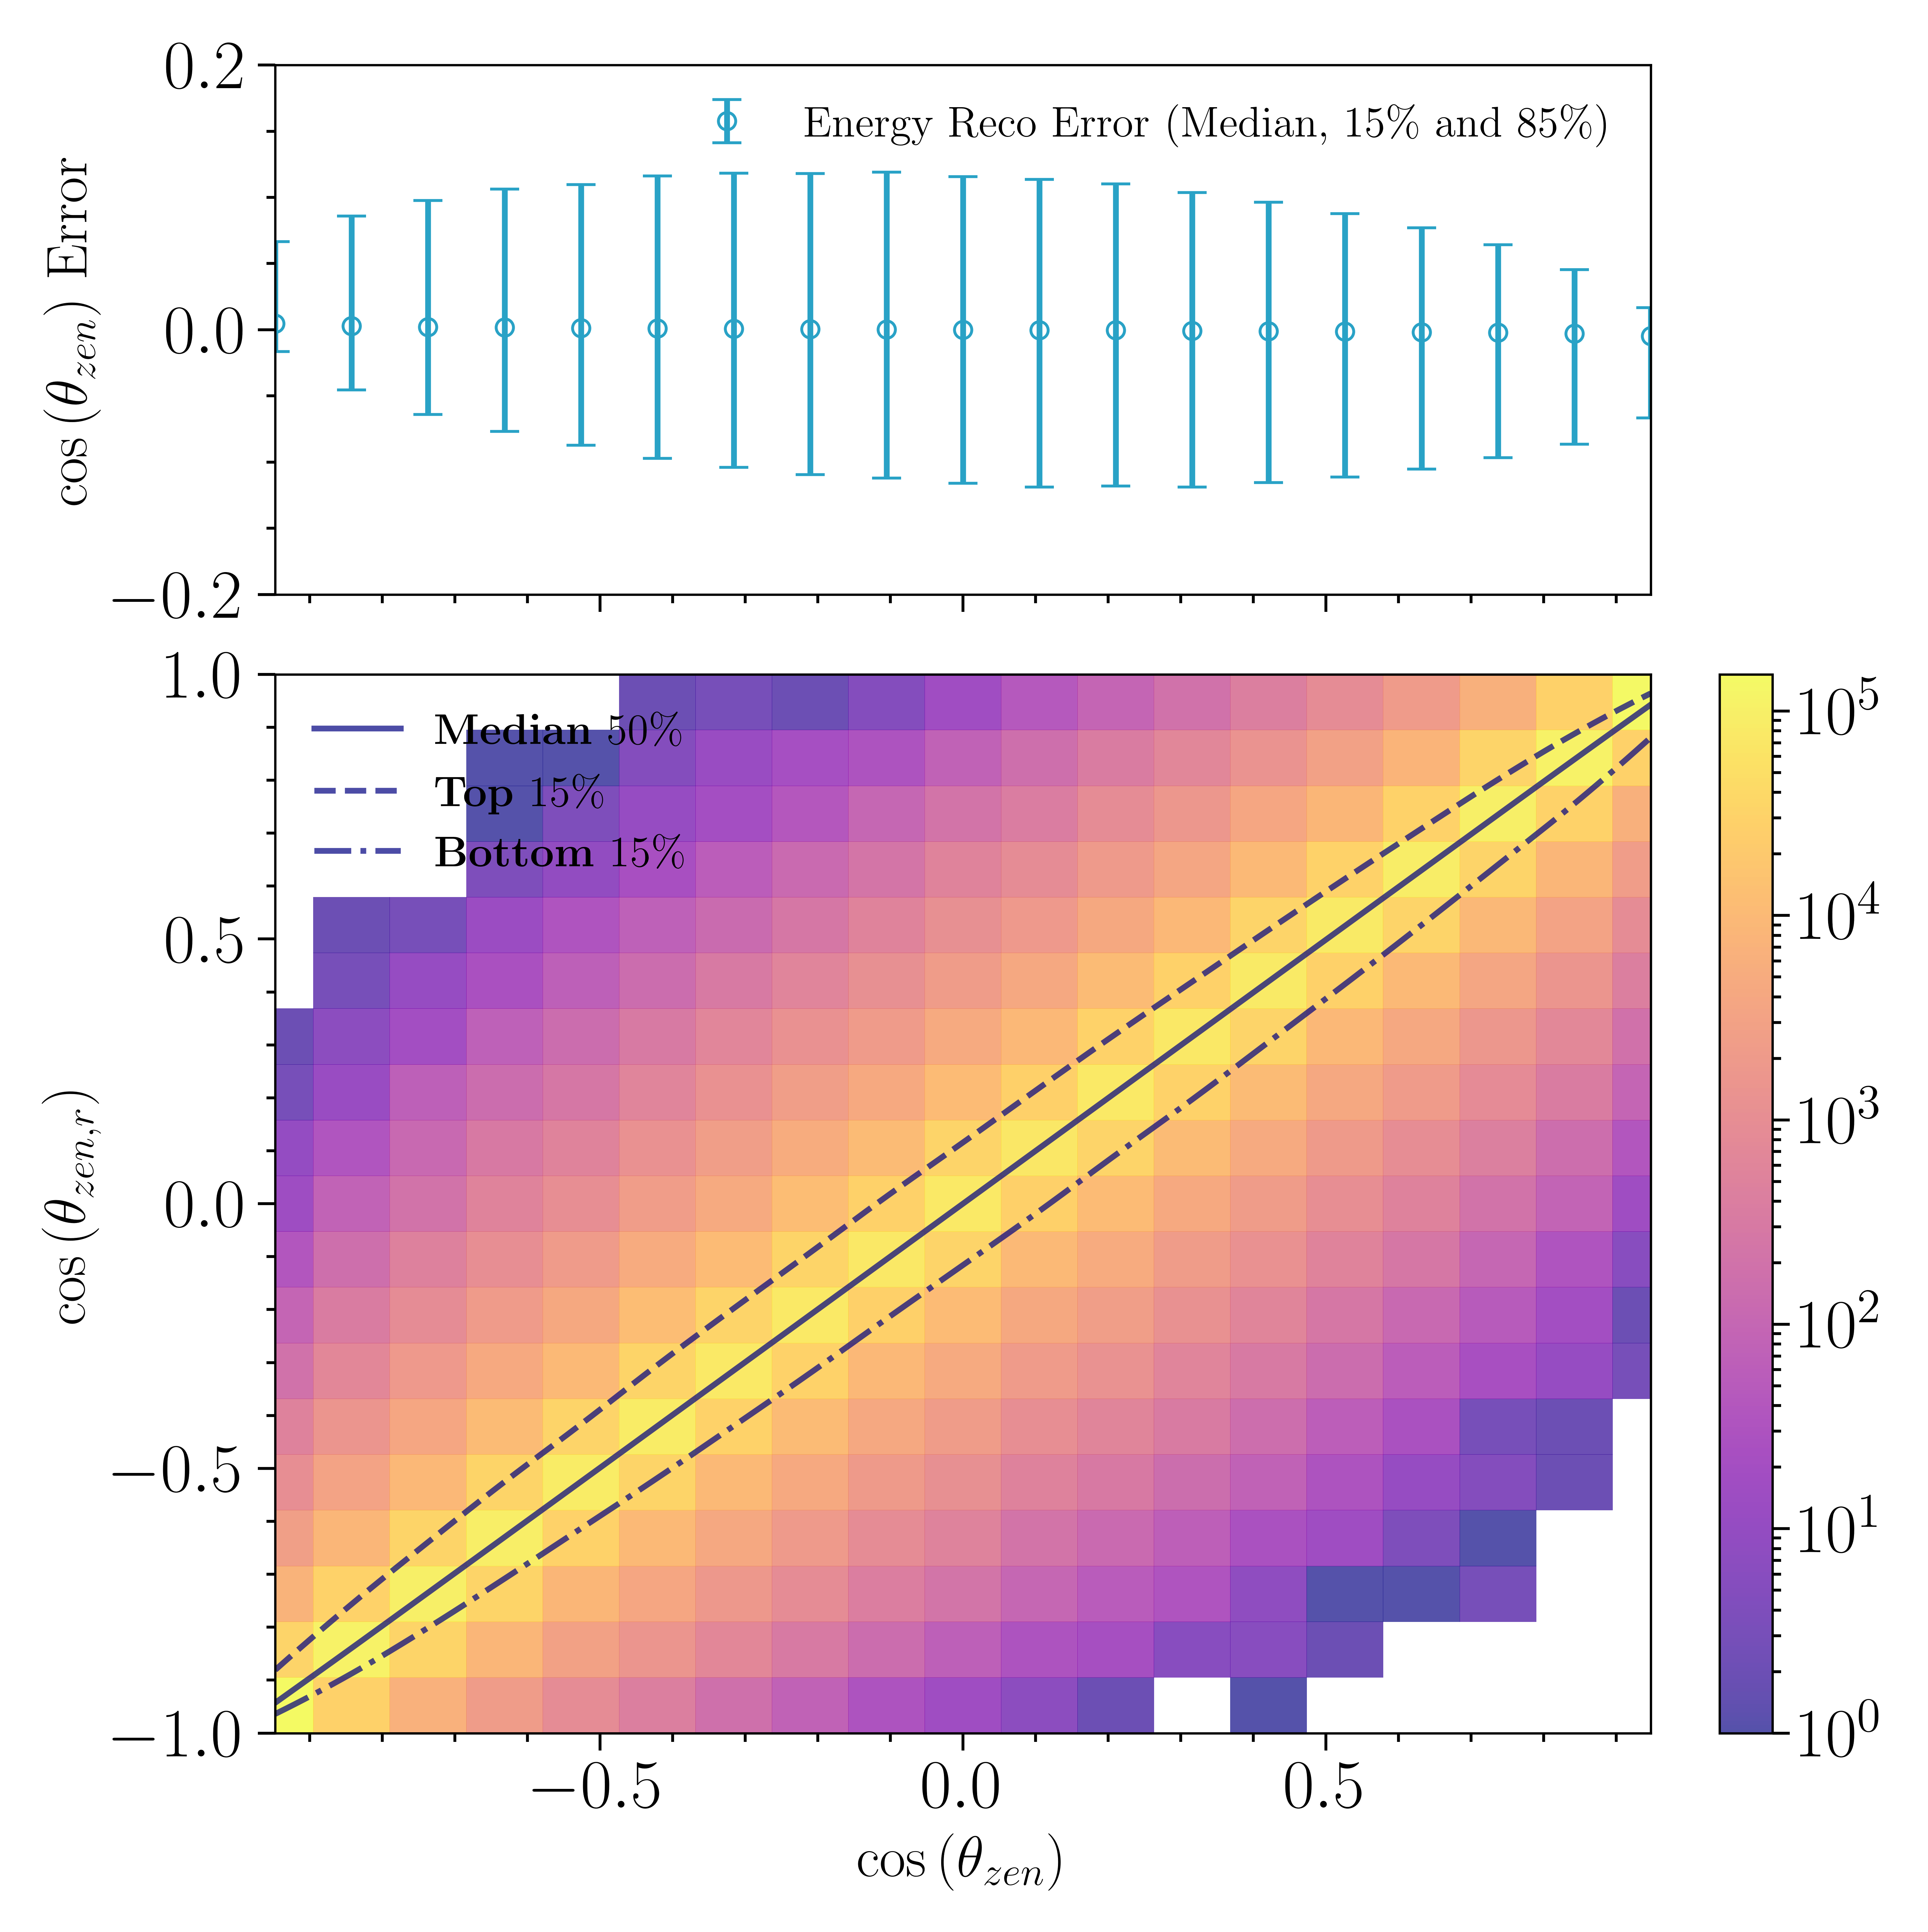 0.2
Energy Reco Error (Median, 15% and 85%)
cos (θzen) Error
0.0
−0.2
1.0
Median 50%
Top 15%
Bottom 15%
0.5
cos (θzen,r)
0.0
−0.5
−1.0
10^5
10^4
10^3
10^2
10^1
10^0
−0.5 0.0 0.5
cos (θzen)